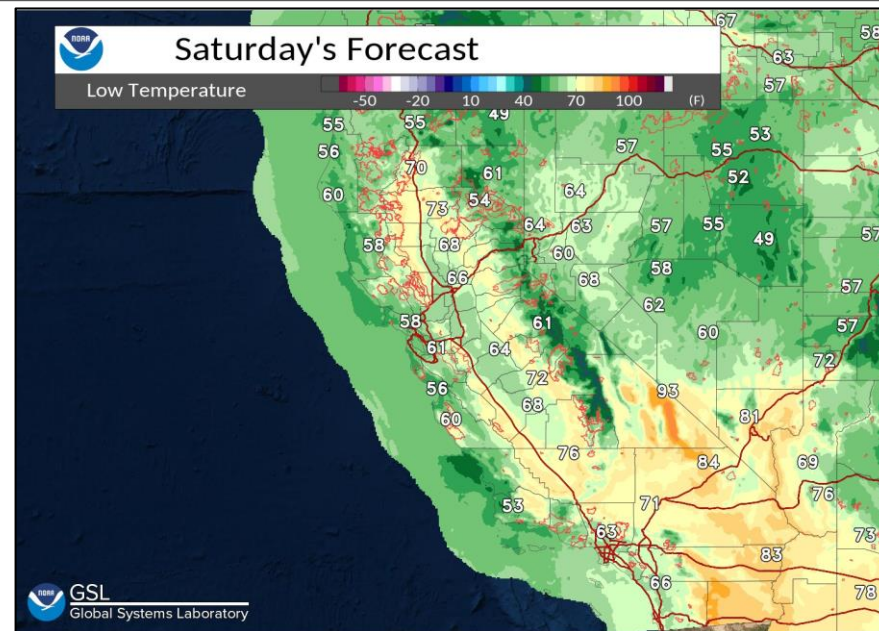 NOAA
Saturday's Forecast
Low Temperature
-50 -20 10 40 70 100 (F)
67
58
63
57
55 55 49
53
56 57 55
70 61 52
60 64
73 54
64 63 57 55
58 68 60 49 57
66 68 58
62 57
58 61 60 57
61 64
72
56 72 93
68
60 81
76 84 69
76
53 71
63 73
83
66 78
NOAA GSL
Global Systems Laboratory